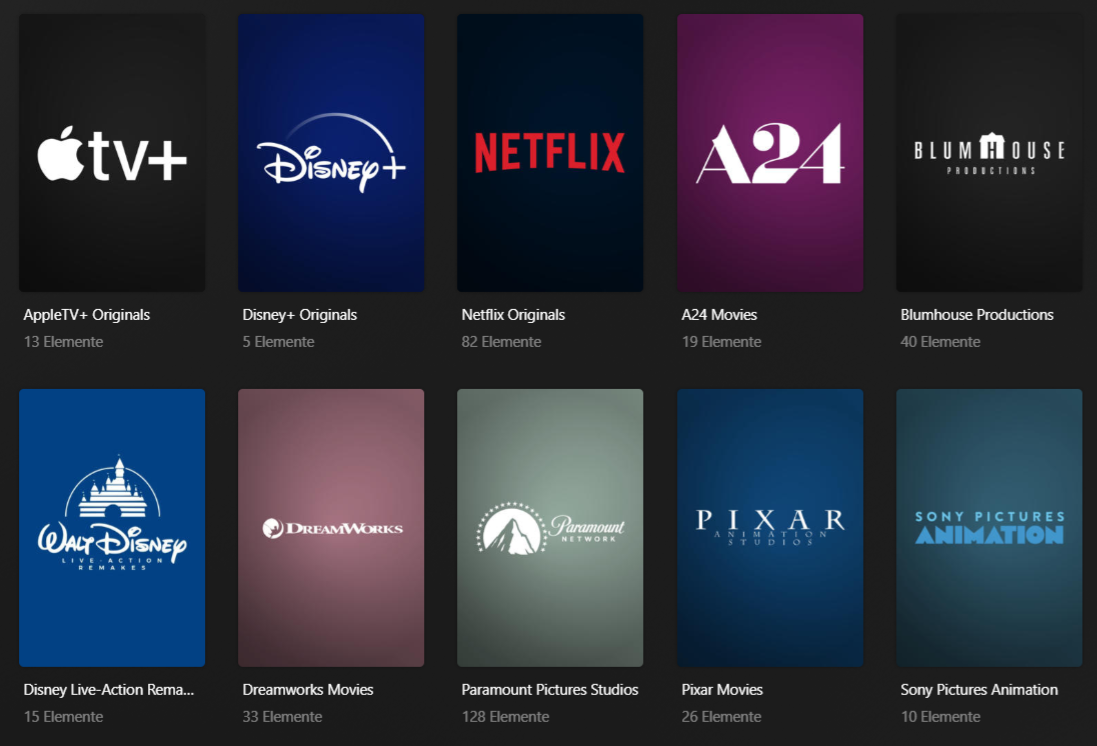 tv+
Disney+
NETFLIX
A24
BLUMHOUSE
PRODUCTIONS
AppleTV+ Originals
13 Elemente
Disney+ Originals
5 Elemente
Netflix Originals
82 Elemente
A24 Movies
19 Elemente
Blumhouse Productions
40 Elemente
WALT DISNEY
LIVE-ACTION
REMAKES
DREAMWORKS
Paramount
NETWORK
PIXAR
ANIMATION
STUDIOS
SONY PICTURES
ANIMATION
Disney Live-Action Rema...
15 Elemente
Dreamworks Movies
33 Elemente
Paramount Pictures Studios
128 Elemente
Pixar Movies
26 Elemente
Sony Pictures Animation
10 Elemente